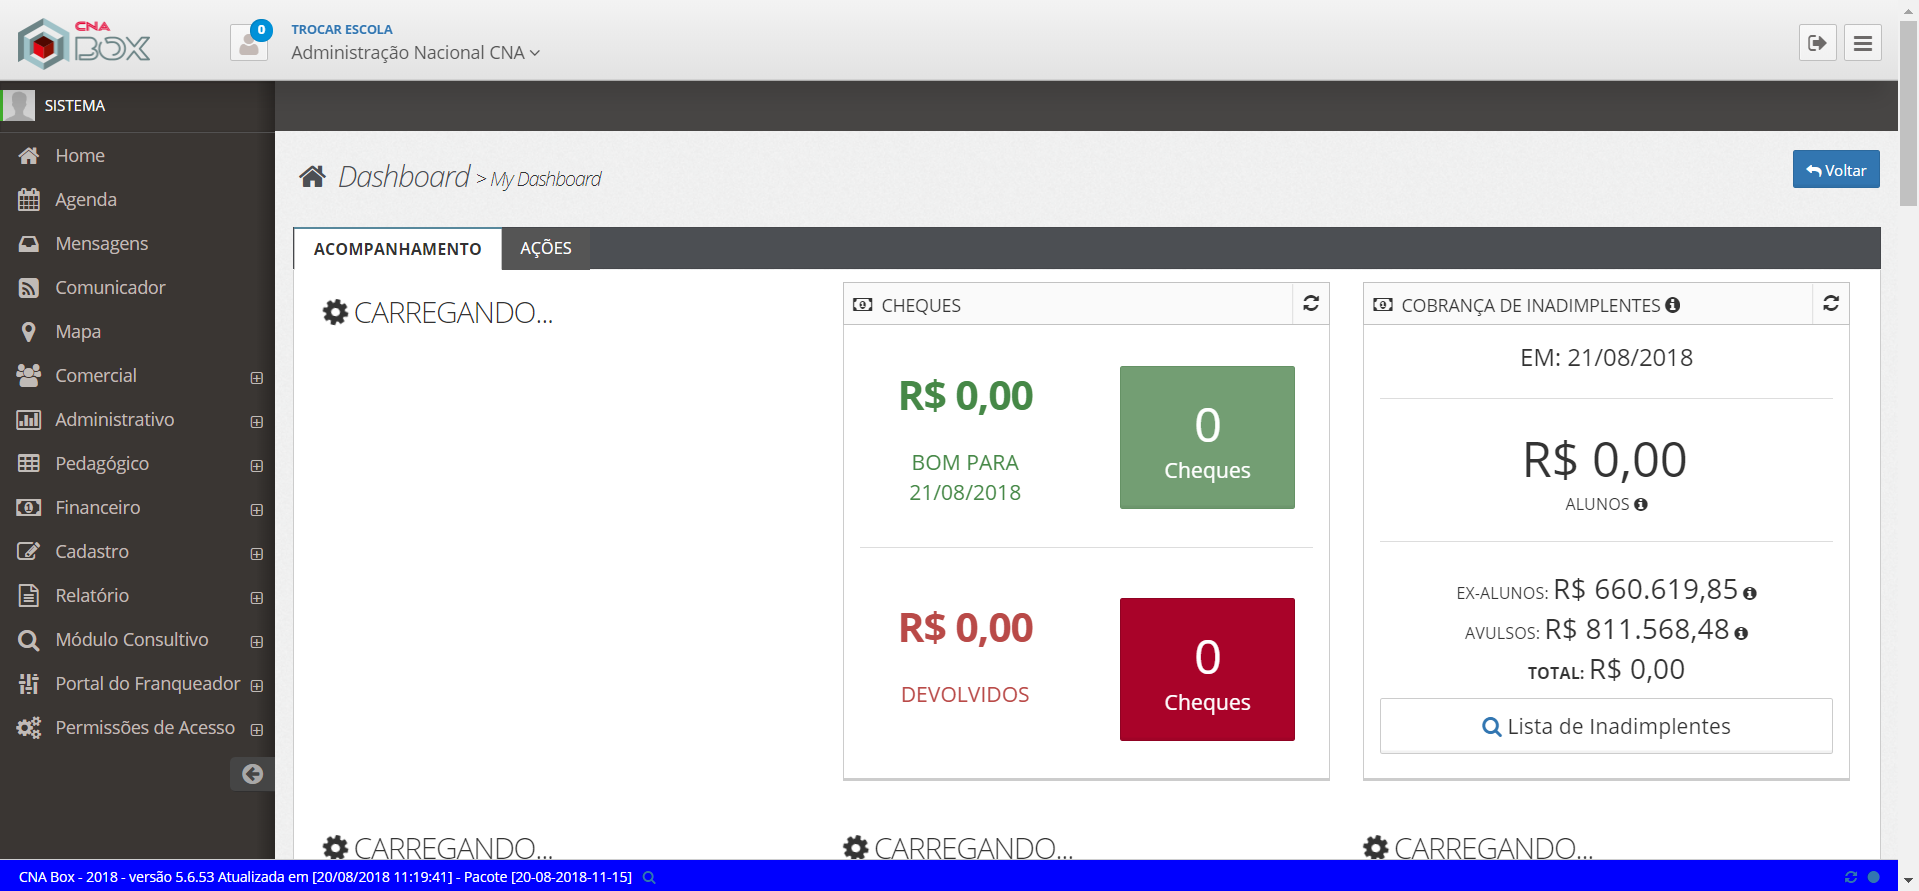 CNA
BOX
0
TROCAR ESCOLA
Administração Nacional CNA
SISTEMA
Home
Agenda
Mensagens
Comunicador
Mapa
Comercial
Administrativo
Pedagógico
Financeiro
Cadastro
Relatório
Módulo Consultivo
Portal do Franqueador
Permissões de Acesso
Dashboard > My Dashboard
Voltar
ACOMPANHAMENTO
AÇÕES
CARREGANDO...
CHEQUES
R$ 0,00
BOM PARA
21/08/2018
0
Cheques
R$ 0,00
DEVOLVIDOS
0
Cheques
COBRANÇA DE INADIMPLENTES
EM: 21/08/2018
R$ 0,00
ALUNOS
EX-ALUNOS: R$ 660.619,85
AVULSOS: R$ 811.568,48
TOTAL: R$ 0,00
Lista de Inadimplentes
CARREGANDO...
CARREGANDO...
CARREGANDO...
CNA Box - 2018 - versão 5.6.53 Atualizada em [20/08/2018 11:19:41] - Pacote [20-08-2018-11-15]